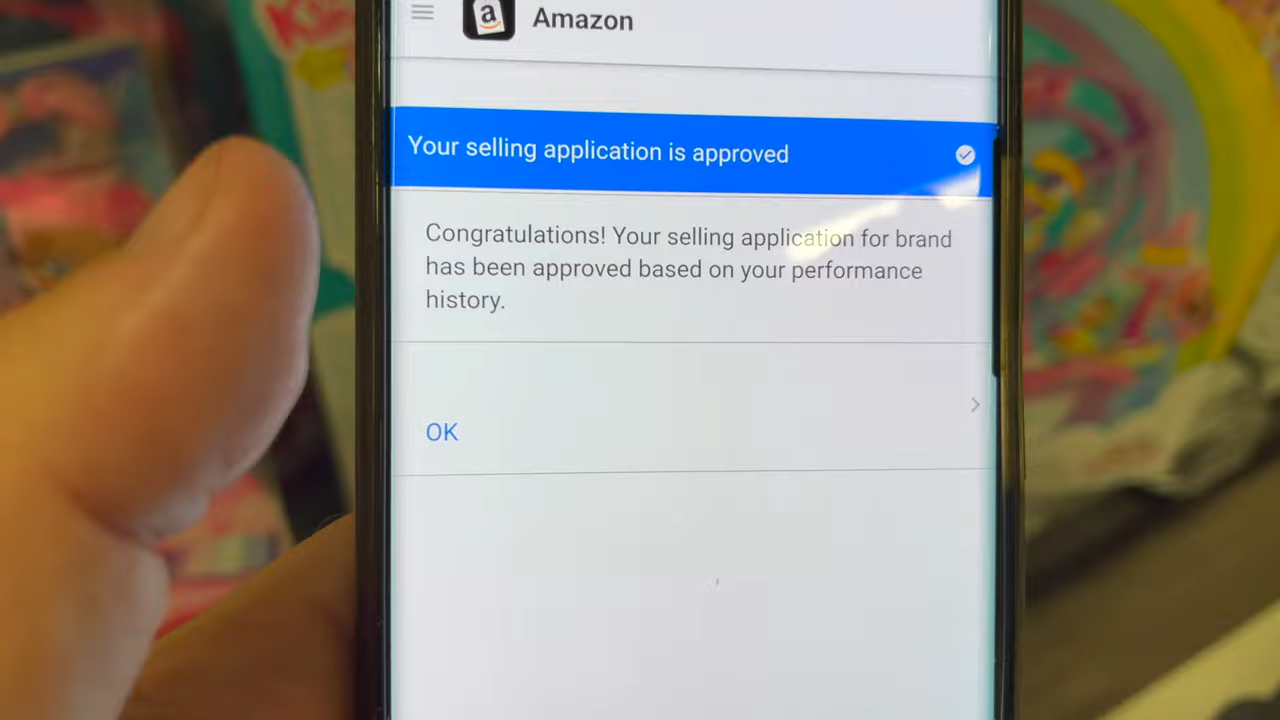 Amazon
Your selling application is approved
Congratulations! Your selling application for brand
has been approved based on your performance
history.
OK